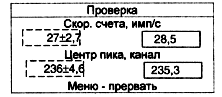 Проверка
Скор. счета, имп/с
27±2,7 28,5
Центр пика, канал
236±4,6 235,3
Меню - прервать